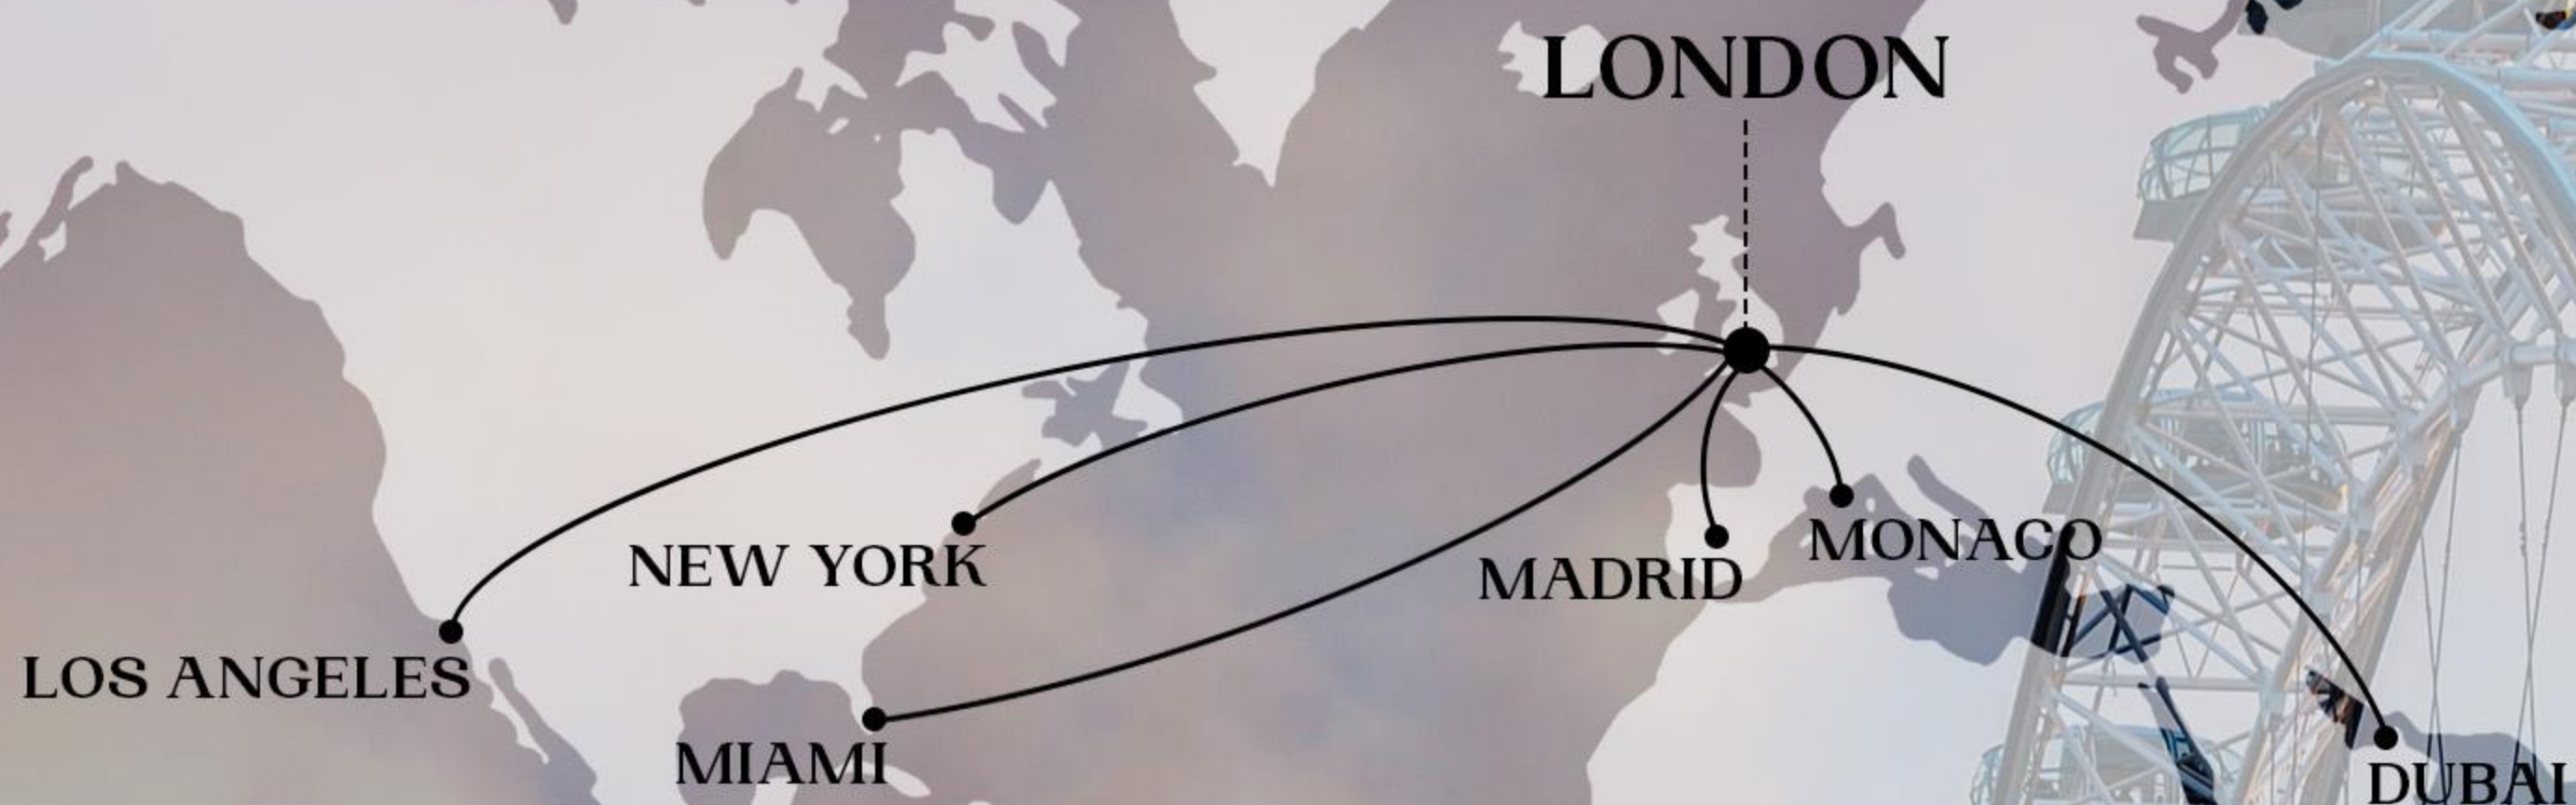 LONDON
NEW YORK
MADRID
MONACO
LOS ANGELES
MIAMI
DUBAI